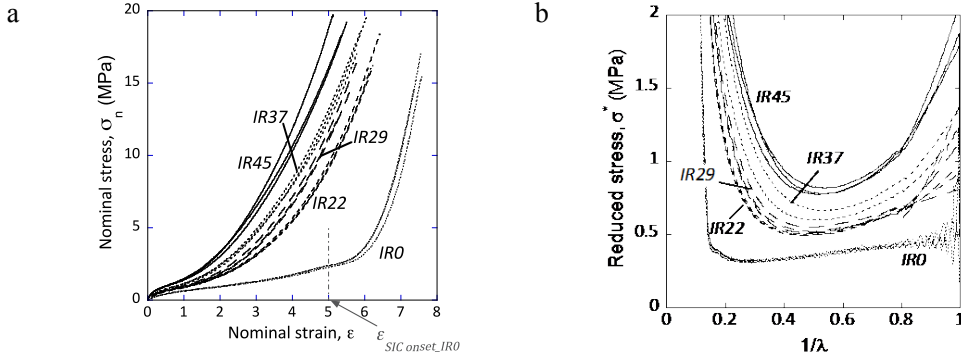 a
b
20
15
10
5
0
Nominal stress, σn (MPa)
IR37
IR29
IR45
IR22
IR0
0 1 2 3 4 5 6 7 8
Nominal strain, ε
ε SIC onset_IR0
2
1.5
1
0.5
0
Reduced stress, σ* (MPa)
IR45
IR37
IR29
IR22
IR0
0 0.2 0.4 0.6 0.8 1
1/λ